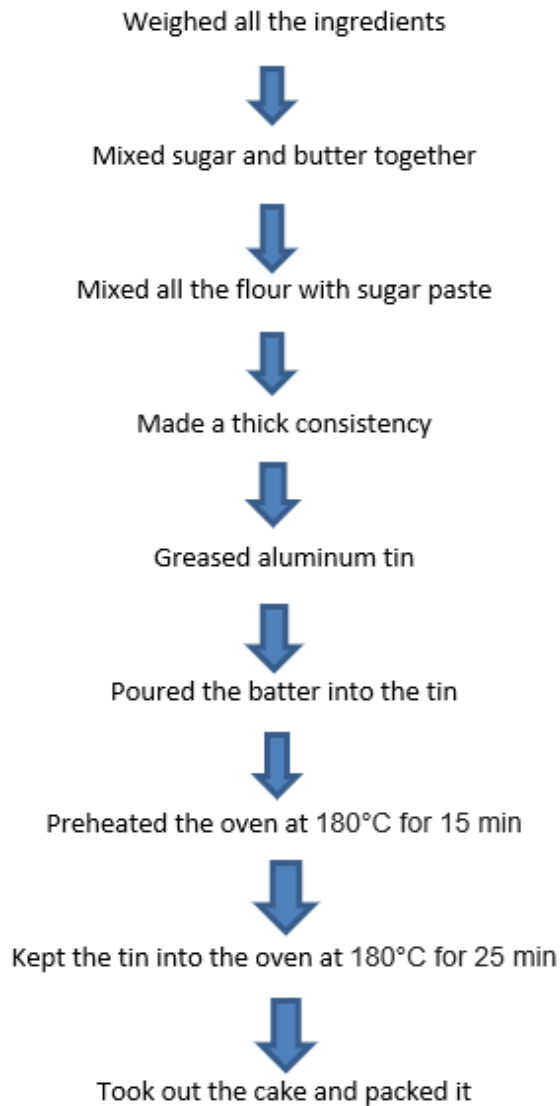 Weighed all the ingredients
Mixed sugar and butter together
Mixed all the flour with sugar paste
Made a thick consistency
Greased aluminum tin
Poured the batter into the tin
Preheated the oven at 180°C for 15 min
Kept the tin into the oven at 180°C for 25 min
Took out the cake and packed it